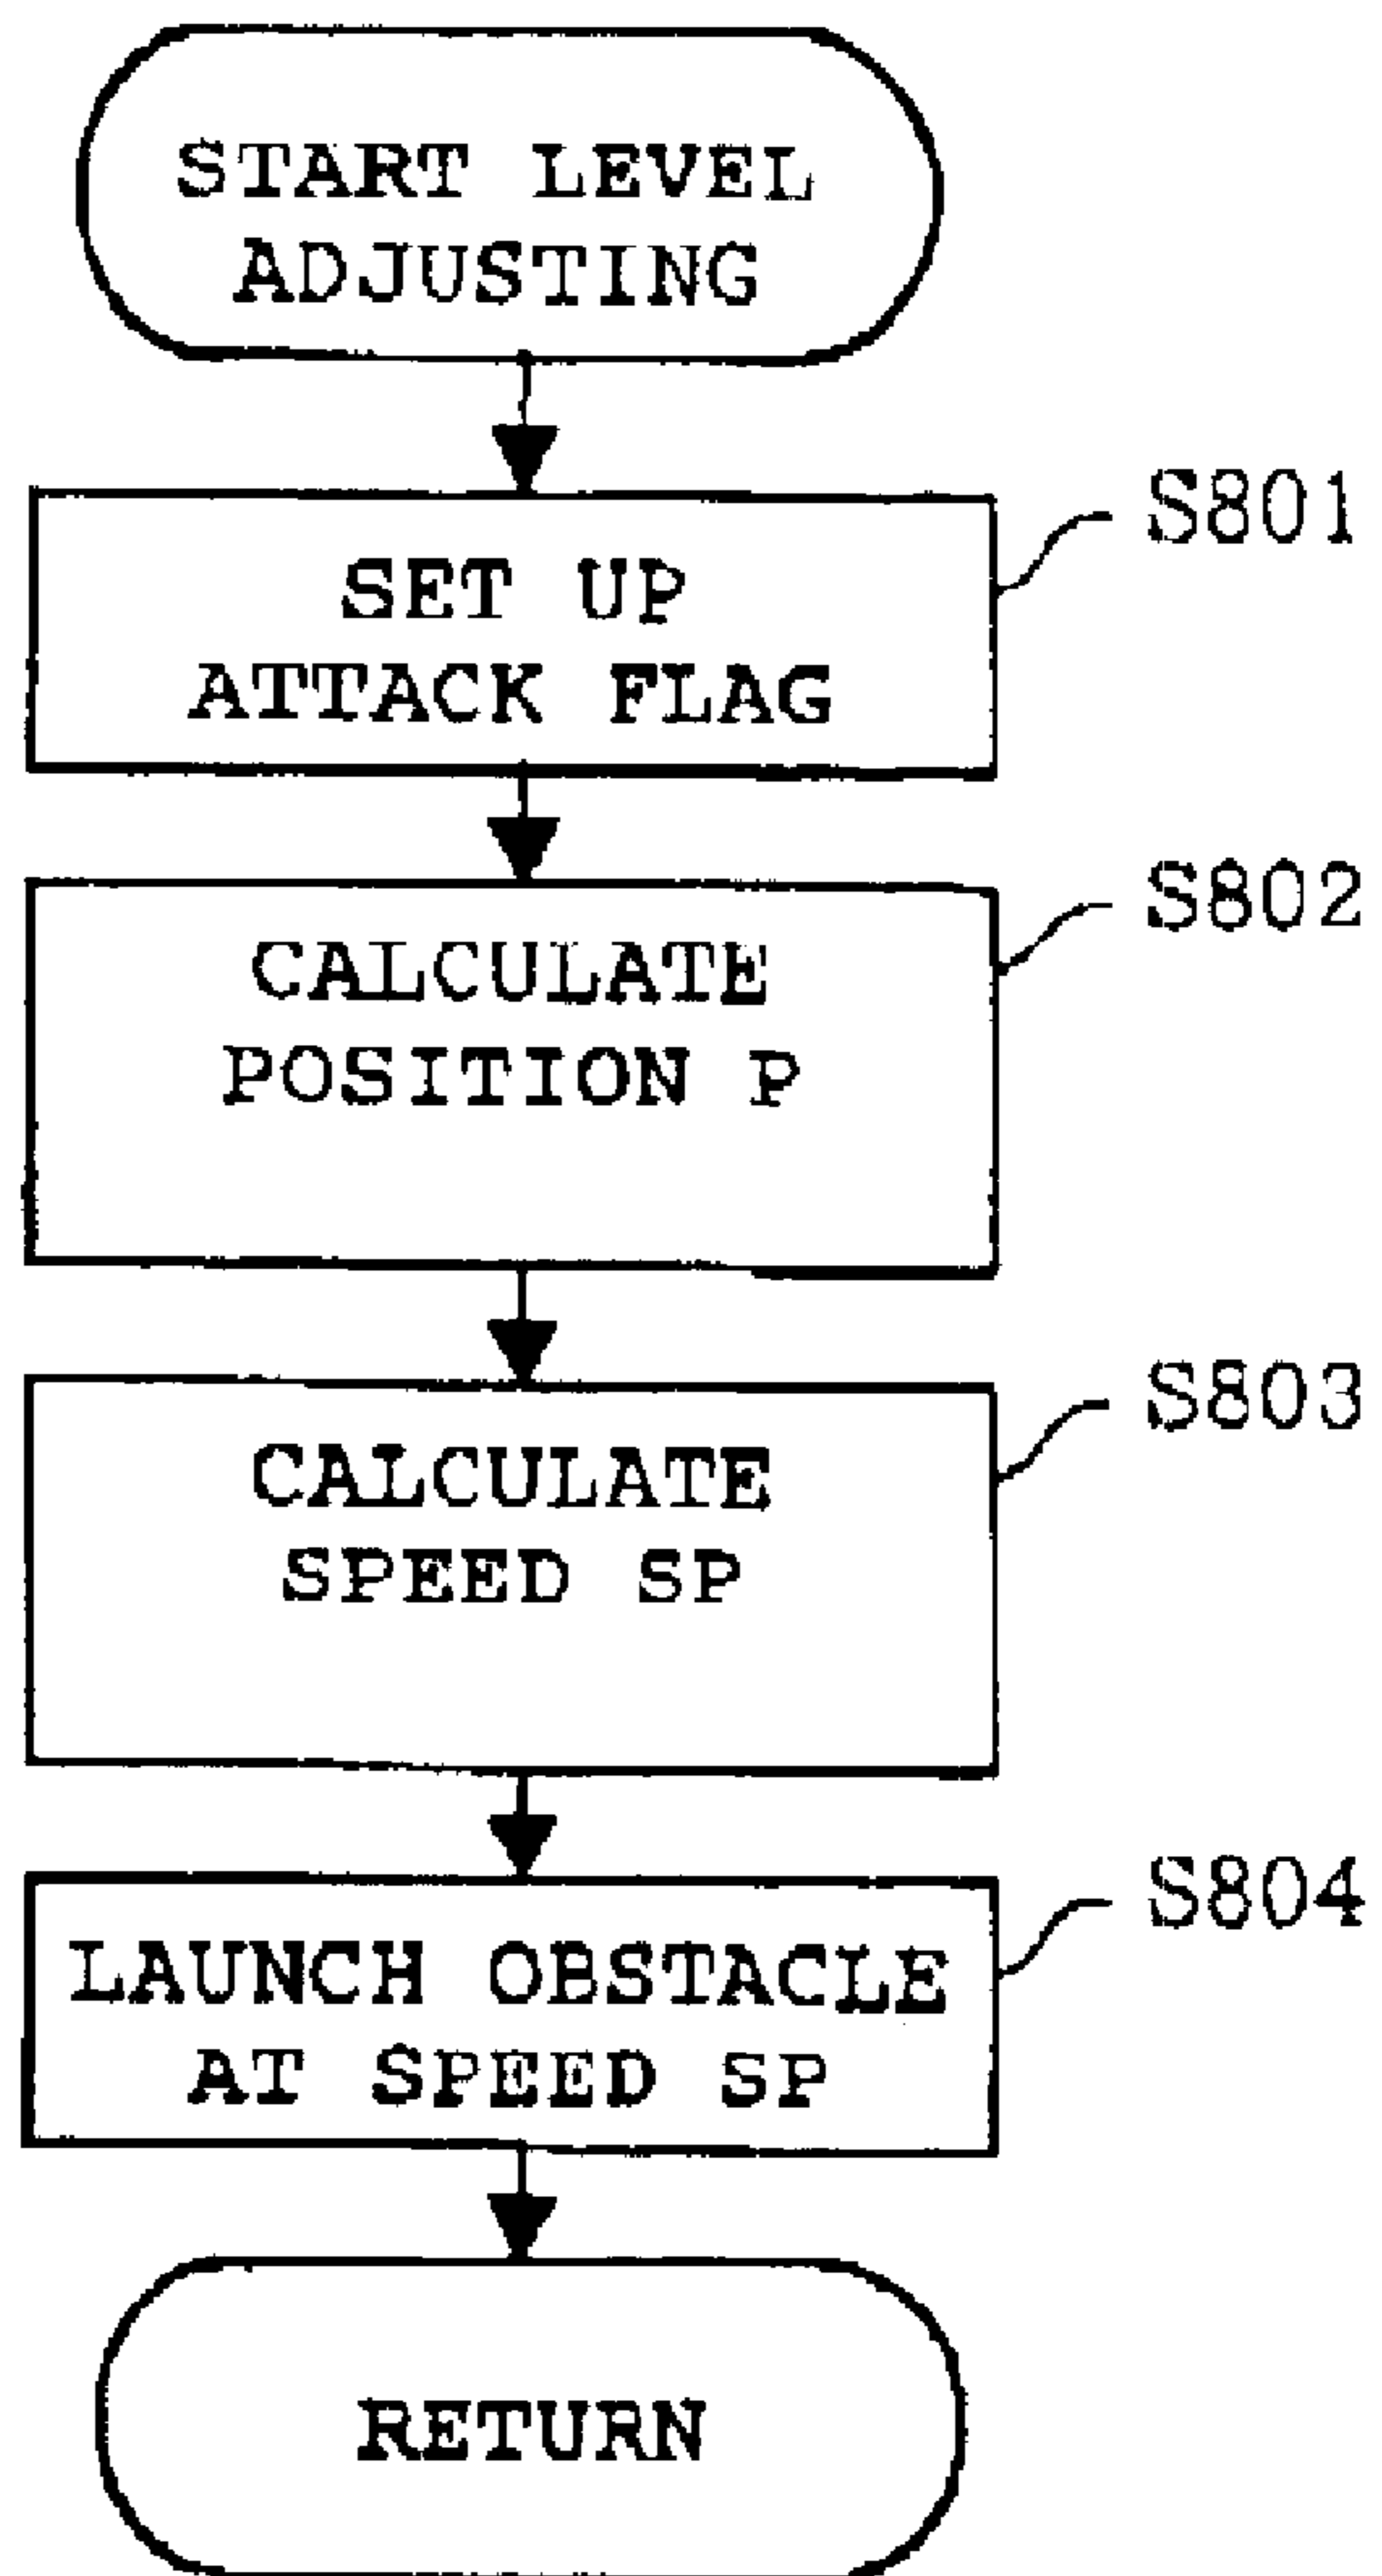 START LEVEL
ADJUSTING
S801
SET UP
ATTACK FLAG
S802
CALCULATE
POSITION P
S803
CALCULATE
SPEED SP
S804
LAUNCH OBSTACLE
AT SPEED SP
RETURN